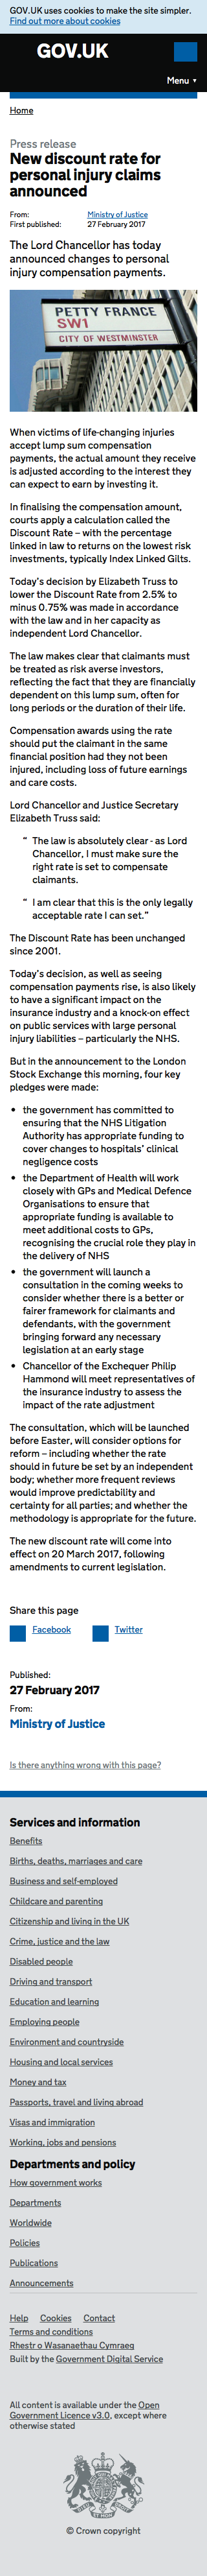 GOV.UK uses cookies to make the site simpler.
Find out more about cookies
GOV.UK
Menu ▼
Home
Press release
New discount rate for
personal injury claims
announced
From: Ministry of Justice
First published: 27 February 2017
The Lord Chancellor has today
announced changes to personal
injury compensation payments.
PETTY FRANCE
SW1
CITY OF WESTMINSTER
When victims of life-changing injuries
accept lump sum compensation
payments, the actual amount they receive
is adjusted according to the interest they
can expect to earn by investing it.
In finalising the compensation amount,
courts apply a calculation called the
Discount Rate – with the percentage
linked in law to returns on the lowest risk
investments, typically Index Linked Gilts.
Today's decision by Elizabeth Truss to
lower the Discount Rate from 2.5% to
minus 0.75% was made in accordance
with the law and in her capacity as
independent Lord Chancellor.
The law makes clear that claimants must
be treated as risk averse investors,
reflecting the fact that they are financially
dependent on this lump sum, often for
long periods or the duration of their life.
Compensation awards using the rate
should put the claimant in the same
financial position had they not been
injured, including loss of future earnings
and care costs.
Lord Chancellor and Justice Secretary
Elizabeth Truss said:
“ The law is absolutely clear - as Lord
Chancellor, I must make sure the
right rate is set to compensate
claimants.
“ I am clear that this is the only legally
acceptable rate I can set.”
The Discount Rate has been unchanged
since 2001.
Today's decision, as well as seeing
compensation payments rise, is also likely
to have a significant impact on the
insurance industry and a knock-on effect
on public services with large personal
injury liabilities – particularly the NHS.
But in the announcement to the London
Stock Exchange this morning, four key
pledges were made:
• the government has committed to
ensuring that the NHS Litigation
Authority has appropriate funding to
cover changes to hospitals' clinical
negligence costs
• the Department of Health will work
closely with GPs and Medical Defence
Organisations to ensure that
appropriate funding is available to
meet additional costs to GPs,
recognising the crucial role they play in
the delivery of NHS
• the government will launch a
consultation in the coming weeks to
consider whether there is a better or
fairer framework for claimants and
defendants, with the government
bringing forward any necessary
legislation at an early stage
• Chancellor of the Exchequer Philip
Hammond will meet representatives of
the insurance industry to assess the
impact of the rate adjustment
The consultation, which will be launched
before Easter, will consider options for
reform – including whether the rate
should in future be set by an independent
body; whether more frequent reviews
would improve predictability and
certainty for all parties; and whether the
methodology is appropriate for the future.
The new discount rate will come into
effect on 20 March 2017, following
amendments to current legislation.
Share this page
Facebook Twitter
Published:
27 February 2017
From:
Ministry of Justice
Is there anything wrong with this page?
Services and information
Benefits
Births, deaths, marriages and care
Business and self-employed
Childcare and parenting
Citizenship and living in the UK
Crime, justice and the law
Disabled people
Driving and transport
Education and learning
Employing people
Environment and countryside
Housing and local services
Money and tax
Passports, travel and living abroad
Visas and immigration
Working, jobs and pensions
Departments and policy
How government works
Departments
Worldwide
Policies
Publications
Announcements
Help Cookies Contact
Terms and conditions
Rhestr o Wasanaethau Cymraeg
Built by the Government Digital Service
All content is available under the Open
Government Licence v3.0, except where
otherwise stated
© Crown copyright